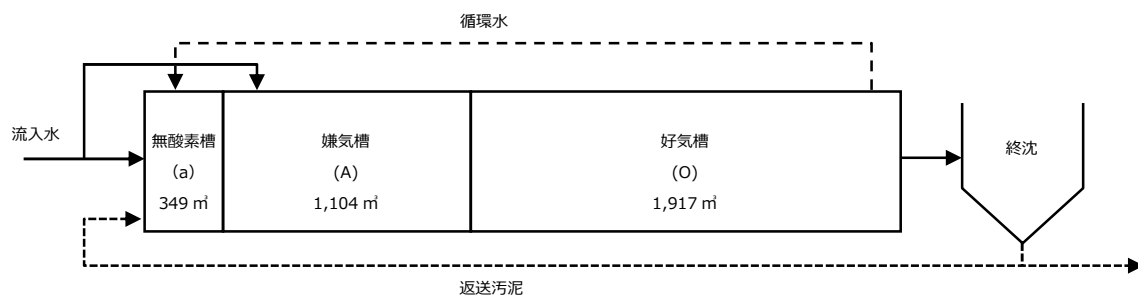 循環水
流入水
無酸素槽
（a）
349 ㎥
嫌気槽
(A)
1,104 ㎥
好気槽
(O)
1,917 ㎥
終沈
返送汚泥